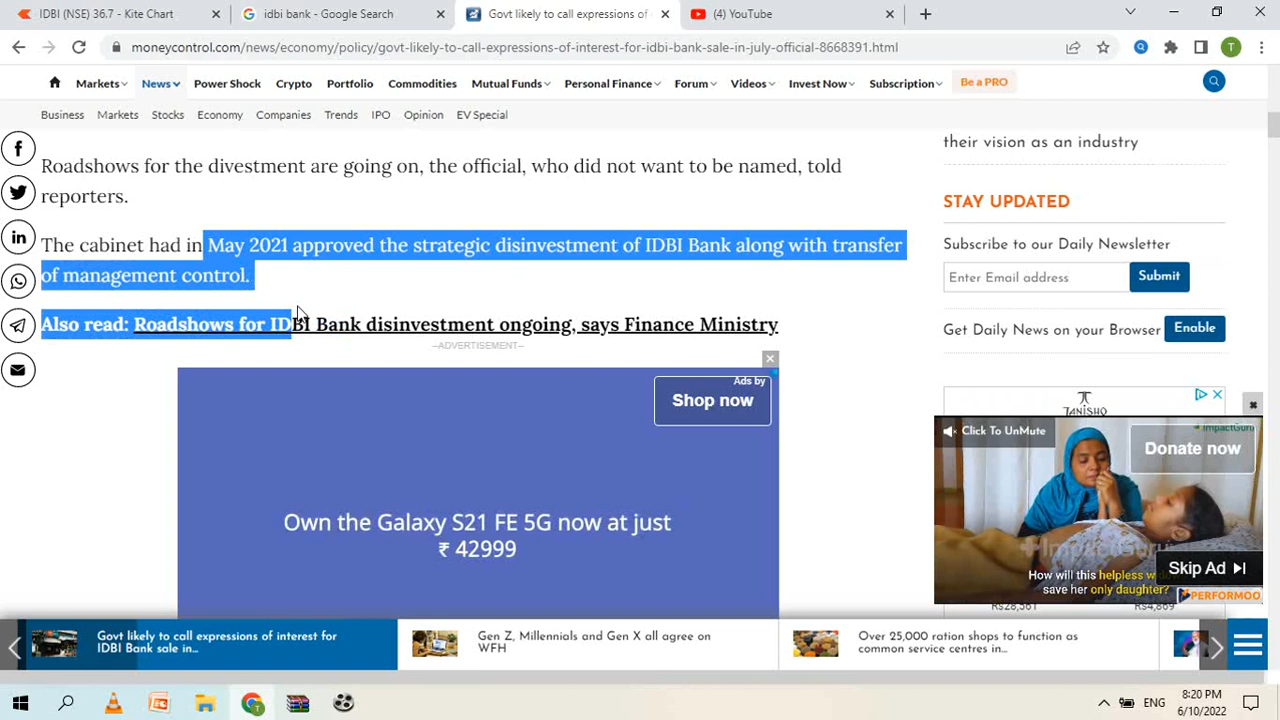 IDBI (NSE) 36.7 - Kite Chart
idbi bank - Google Search
Govt likely to call expressions of
(4) YouTube
moneycontrol.com/news/economy/policy/govt-likely-to-call-expressions-of-interest-for-idbi-bank-sale-in-july-official-8668391.html
T
Markets News Power Shock Crypto Portfolio Commodities Mutual Funds Personal Finance Forum Videos Invest Now Subscription Be a PRO
Business Markets Stocks Economy Companies Trends IPO Opinion EV Special
Roadshows for the divestment are going on, the official, who did not want to be named, told
reporters.
The cabinet had in May 2021 approved the strategic disinvestment of IDBI Bank along with transfer
of management control.
Also read: Roadshows for IDBI Bank disinvestment ongoing, says Finance Ministry
—ADVERTISEMENT—
Ads by
Shop now
Own the Galaxy S21 FE 5G now at just
₹ 42999
their vision as an industry
STAY UPDATED
Subscribe to our Daily Newsletter
Enter Email address
Submit
Get Daily News on your Browser Enable
TANISHQ
Click To UnMute
ImpactGuru
Donate now
ImpactGuru
Skip Ad
How will this helpless widow
save her only daughter?
PERFORMOO
Rs28,561 Rs4,869
Govt likely to call expressions of interest for
IDBI Bank sale in...
Gen Z, Millennials and Gen X all agree on
WFH
Over 25,000 ration shops to function as
common service centres in...
ENG
8:20 PM
6/10/2022